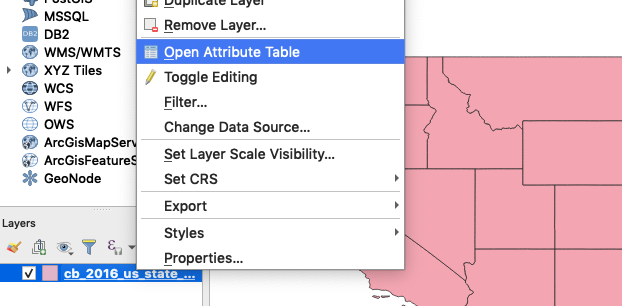 PostGIS
MSSQL
DB2
DB2
WMS/WMTS
XYZ Tiles
WCS
WFS
OWS
ArcGisMapServ
ArcGisFeatureS
GeoNode
Duplicate Layer
Remove Layer...
Open Attribute Table
Toggle Editing
Filter...
Change Data Source...
Set Layer Scale Visibility...
Set CRS
Export
Styles
Properties...
Layers
cb_2016_us_state_...